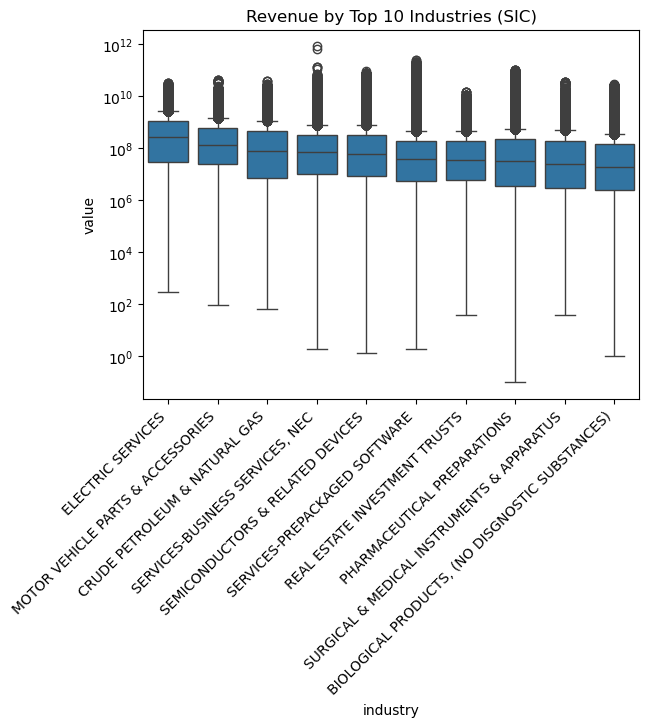 Revenue by Top 10 Industries (SIC)
value
10^12
10^10
10^8
10^6
10^4
10^2
10^0
ELECTRIC SERVICES
MOTOR VEHICLE PARTS & ACCESSORIES
CRUDE PETROLEUM & NATURAL GAS
SERVICES-BUSINESS SERVICES, NEC
SEMICONDUCTORS & RELATED DEVICES
SERVICES-PREPACKAGED SOFTWARE
REAL ESTATE INVESTMENT TRUSTS
PHARMACEUTICAL PREPARATIONS
SURGICAL & MEDICAL INSTRUMENTS & APPARATUS
BIOLOGICAL PRODUCTS, (NO DISGNOSTIC SUBSTANCES)
industry